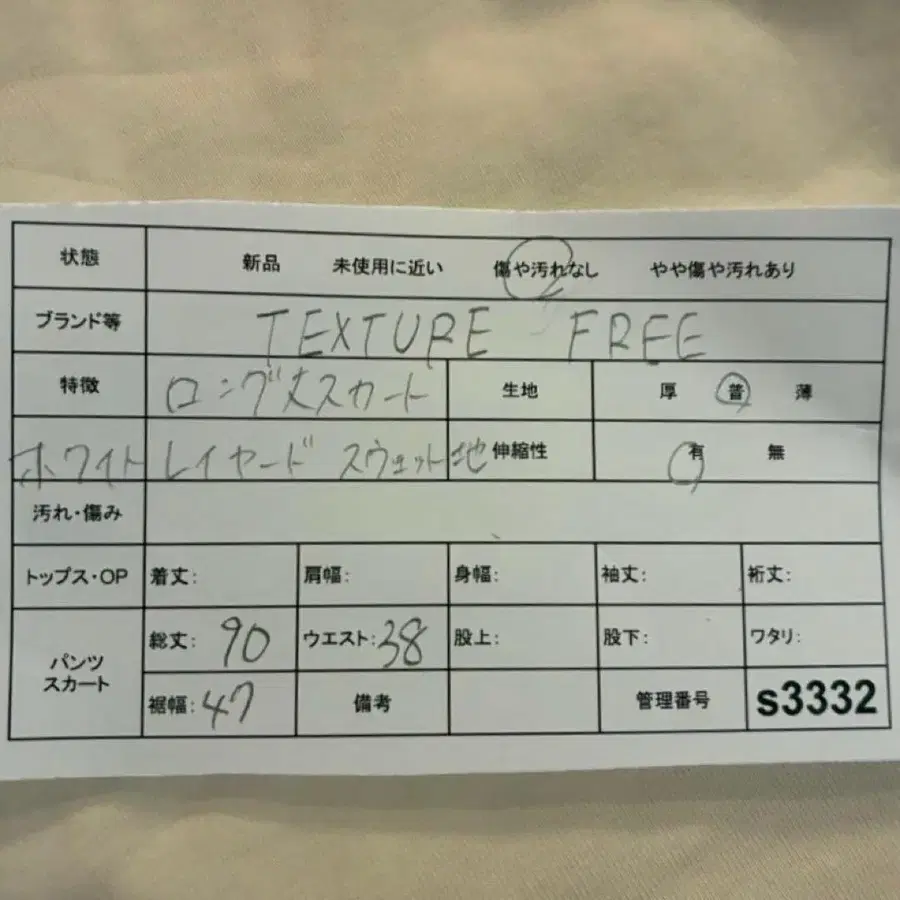 状態 新品 未使用に近い 傷や汚れなし やや傷や汚れあり
ブランド等 TEXTURE FREE
特徴 ロング丈スカート 生地 厚 普 薄
ホワイト レイヤード スウェット地 伸縮性 有 無
汚れ・傷み
トップス・OP 着丈: 肩幅: 身幅: 袖丈: 裄丈:
パンツ スカート 総丈: 90 ウエスト: 38 股上: 股下: ワタリ:
裾幅: 47 備考 管理番号 s3332